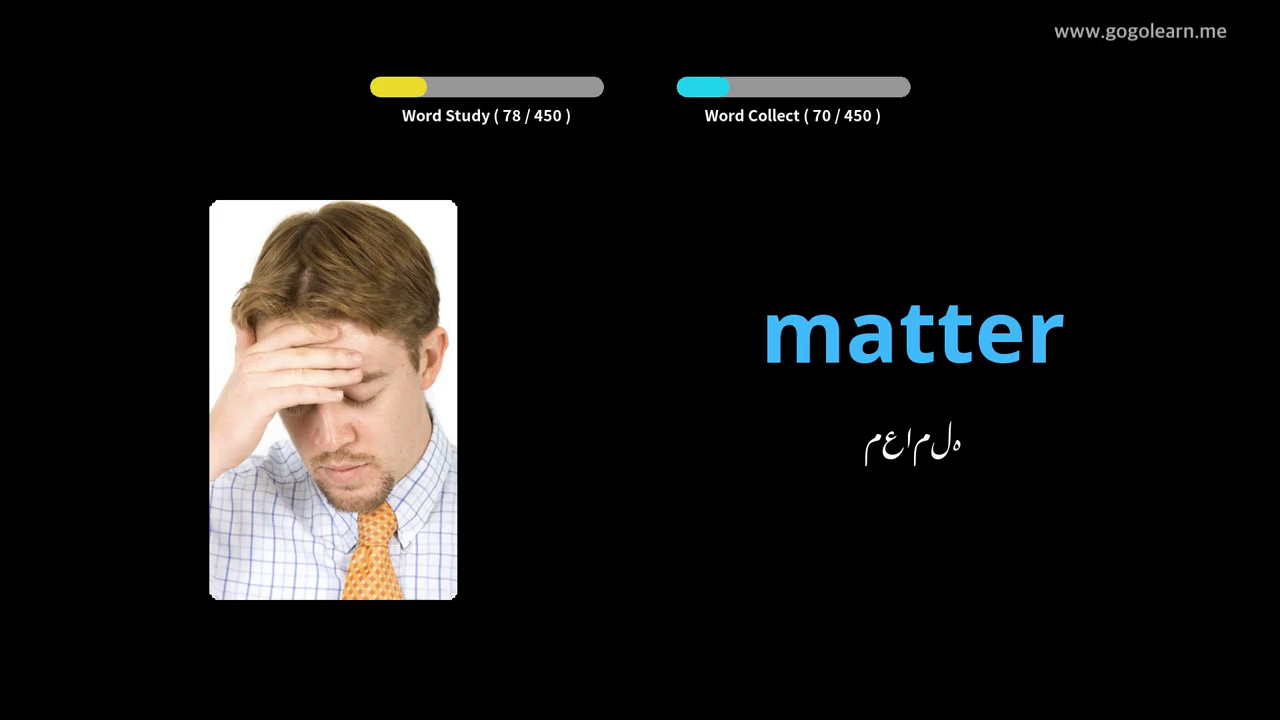 www.gogolearn.me
Word Study ( 78 / 450 )
Word Collect ( 70 / 450 )
matter
معاملہ